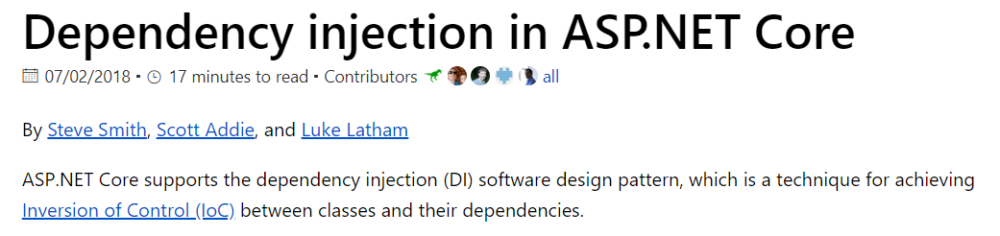 Dependency injection in ASP.NET Core
07/02/2018 • 17 minutes to read • Contributors all
By Steve Smith, Scott Addie, and Luke Latham
ASP.NET Core supports the dependency injection (DI) software design pattern, which is a technique for achieving
Inversion of Control (IoC) between classes and their dependencies.